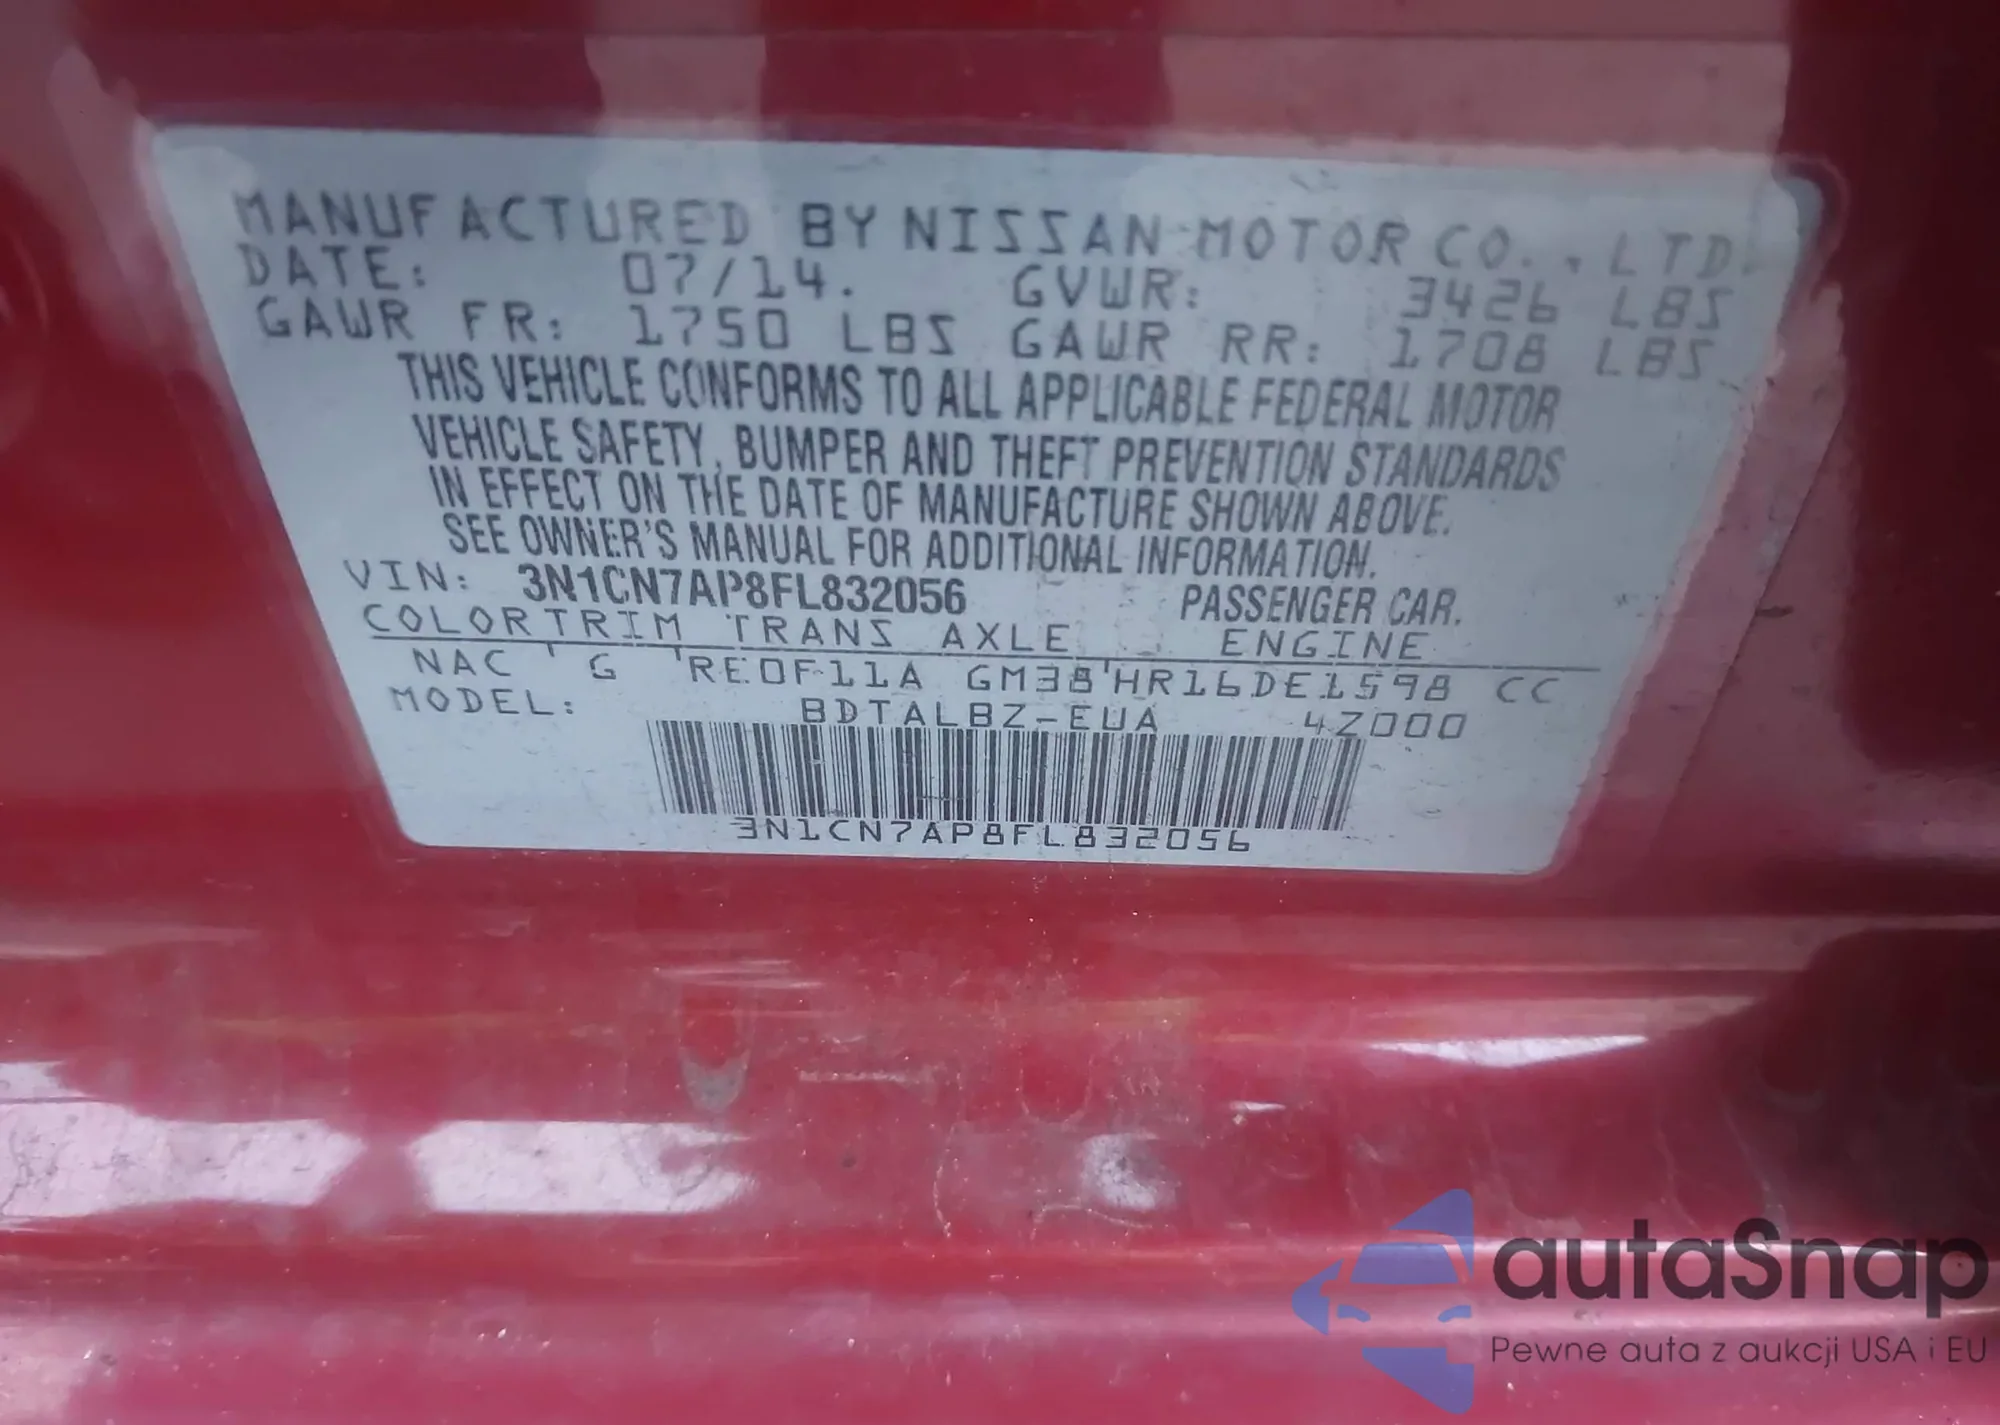 MANUFACTURED BY NISSAN MOTOR CO., LTD.
DATE: 07/14. GVWR: 3426 LBS
GAWR FR: 1750 LBS GAWR RR: 1708 LBS
THIS VEHICLE CONFORMS TO ALL APPLICABLE FEDERAL MOTOR
VEHICLE SAFETY, BUMPER AND THEFT PREVENTION STANDARDS
IN EFFECT ON THE DATE OF MANUFACTURE SHOWN ABOVE.
SEE OWNER'S MANUAL FOR ADDITIONAL INFORMATION.
VIN: 3N1CN7AP8FL832056 PASSENGER CAR.
COLOR TRIM TRANS AXLE ENGINE
NAC G RE0F11A GM38 HR16DE1598 CC
MODEL: BDTALBZ-EUA 4Z000
3N1CN7AP8FL832056
autaSnap
Pewne auta z aukcji USA i EU